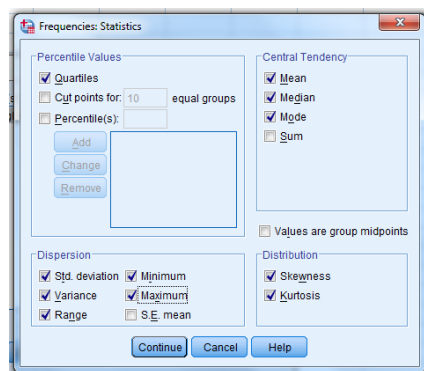 Frequencies: Statistics
Percentile Values
Quartiles
Cut points for: 10 equal groups
Percentile(s):
Add
Change
Remove
Central Tendency
Mean
Median
Mode
Sum
Values are group midpoints
Dispersion
Std. deviation Minimum
Variance Maximum
Range S.E. mean
Distribution
Skewness
Kurtosis
Continue Cancel Help